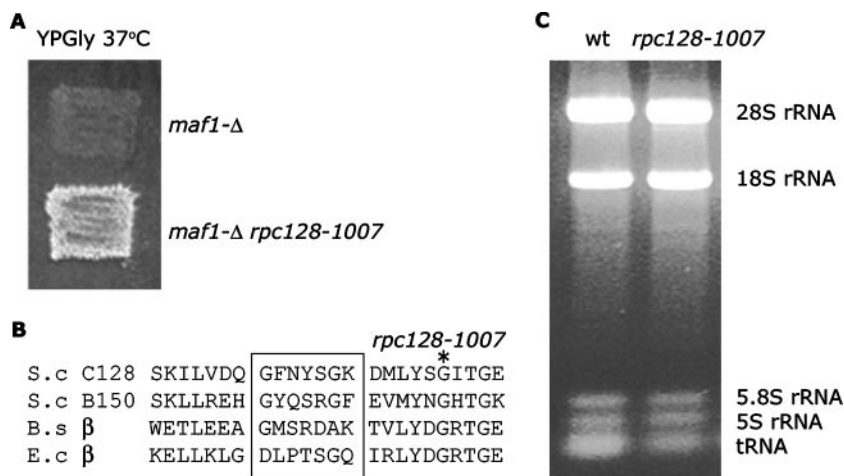 A
YPGly 37°C
maf1-Δ
maf1-Δ rpc128-1007
B
rpc128-1007
*
S.c C128 SKILVDQ GFNYSGK DMLYSGITGE
S.c B150 SKLLREH GYQSRGF EVMYNGHTGK
B.s β WETLEEA GMSRDAK TVLYDGRTGE
E.c β KELLKLG DLPTSGQ IRLYDGRTGE
C
wt rpc128-1007
28S rRNA
18S rRNA
5.8S rRNA
5S rRNA
tRNA